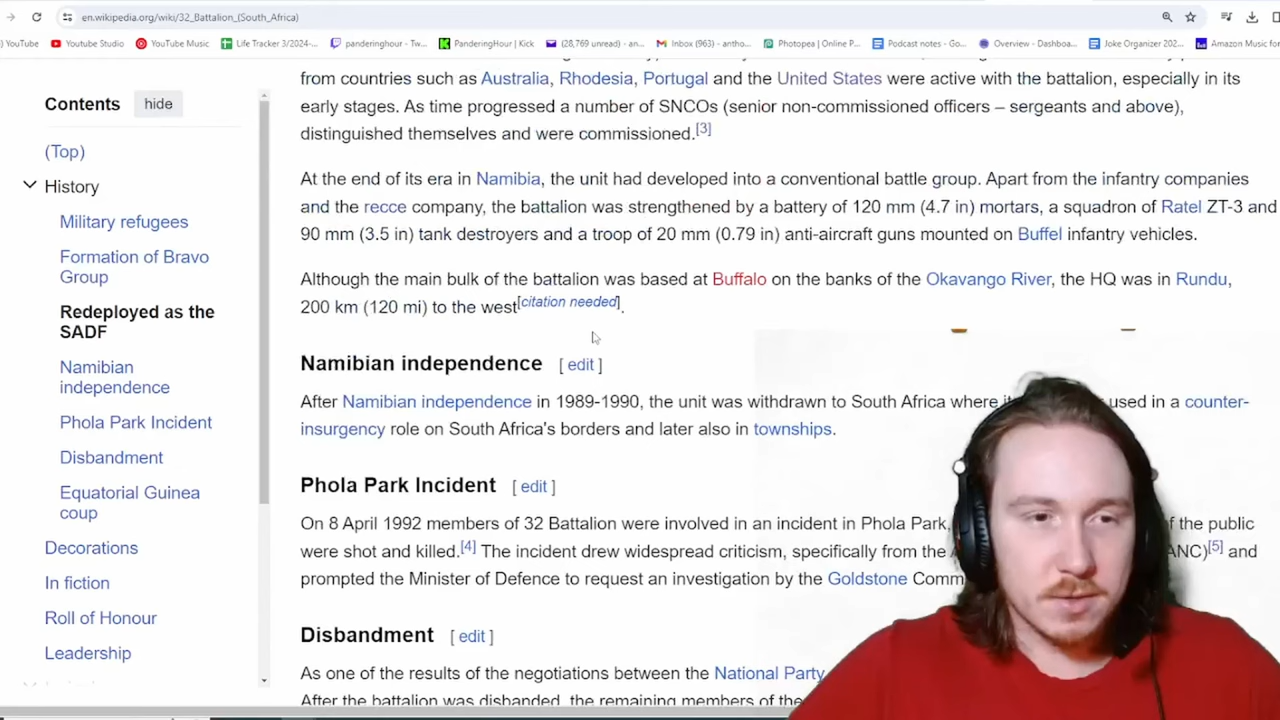 en.wikipedia.org/wiki/32_Battalion_(South_Africa)
) YouTube YouTube Studio YouTube Music Life Tracker 3/2024-... panderinghour - Tw... PanderingHour | Kick (28,769 unread) - an... Inbox (963) - antho... Photopea | Online P... Podcast notes - Go... Overview - Dashboa... Joke Organizer 202... Amazon Music for
Contents hide
(Top)
History
Military refugees
Formation of Bravo
Group
Redeployed as the
SADF
Namibian
independence
Phola Park Incident
Disbandment
Equatorial Guinea
coup
Decorations
In fiction
Roll of Honour
Leadership
from countries such as Australia, Rhodesia, Portugal and the United States were active with the battalion, especially in its
early stages. As time progressed a number of SNCOs (senior non-commissioned officers – sergeants and above),
distinguished themselves and were commissioned.[3]
At the end of its era in Namibia, the unit had developed into a conventional battle group. Apart from the infantry companies
and the recce company, the battalion was strengthened by a battery of 120 mm (4.7 in) mortars, a squadron of Ratel ZT-3 and
90 mm (3.5 in) tank destroyers and a troop of 20 mm (0.79 in) anti-aircraft guns mounted on Buffel infantry vehicles.
Although the main bulk of the battalion was based at Buffalo on the banks of the Okavango River, the HQ was in Rundu,
200 km (120 mi) to the west[citation needed].
Namibian independence [ edit ]
After Namibian independence in 1989-1990, the unit was withdrawn to South Africa where used in a counter-
insurgency role on South Africa's borders and later also in townships.
Phola Park Incident [ edit ]
On 8 April 1992 members of 32 Battalion were involved in an incident in Phola Park, of the public
were shot and killed.[4] The incident drew widespread criticism, specifically from the ANC)[5] and
prompted the Minister of Defence to request an investigation by the Goldstone
Disbandment [ edit ]
As one of the results of the negotiations between the National Party
After the battalion was disbanded, the remaining members of the